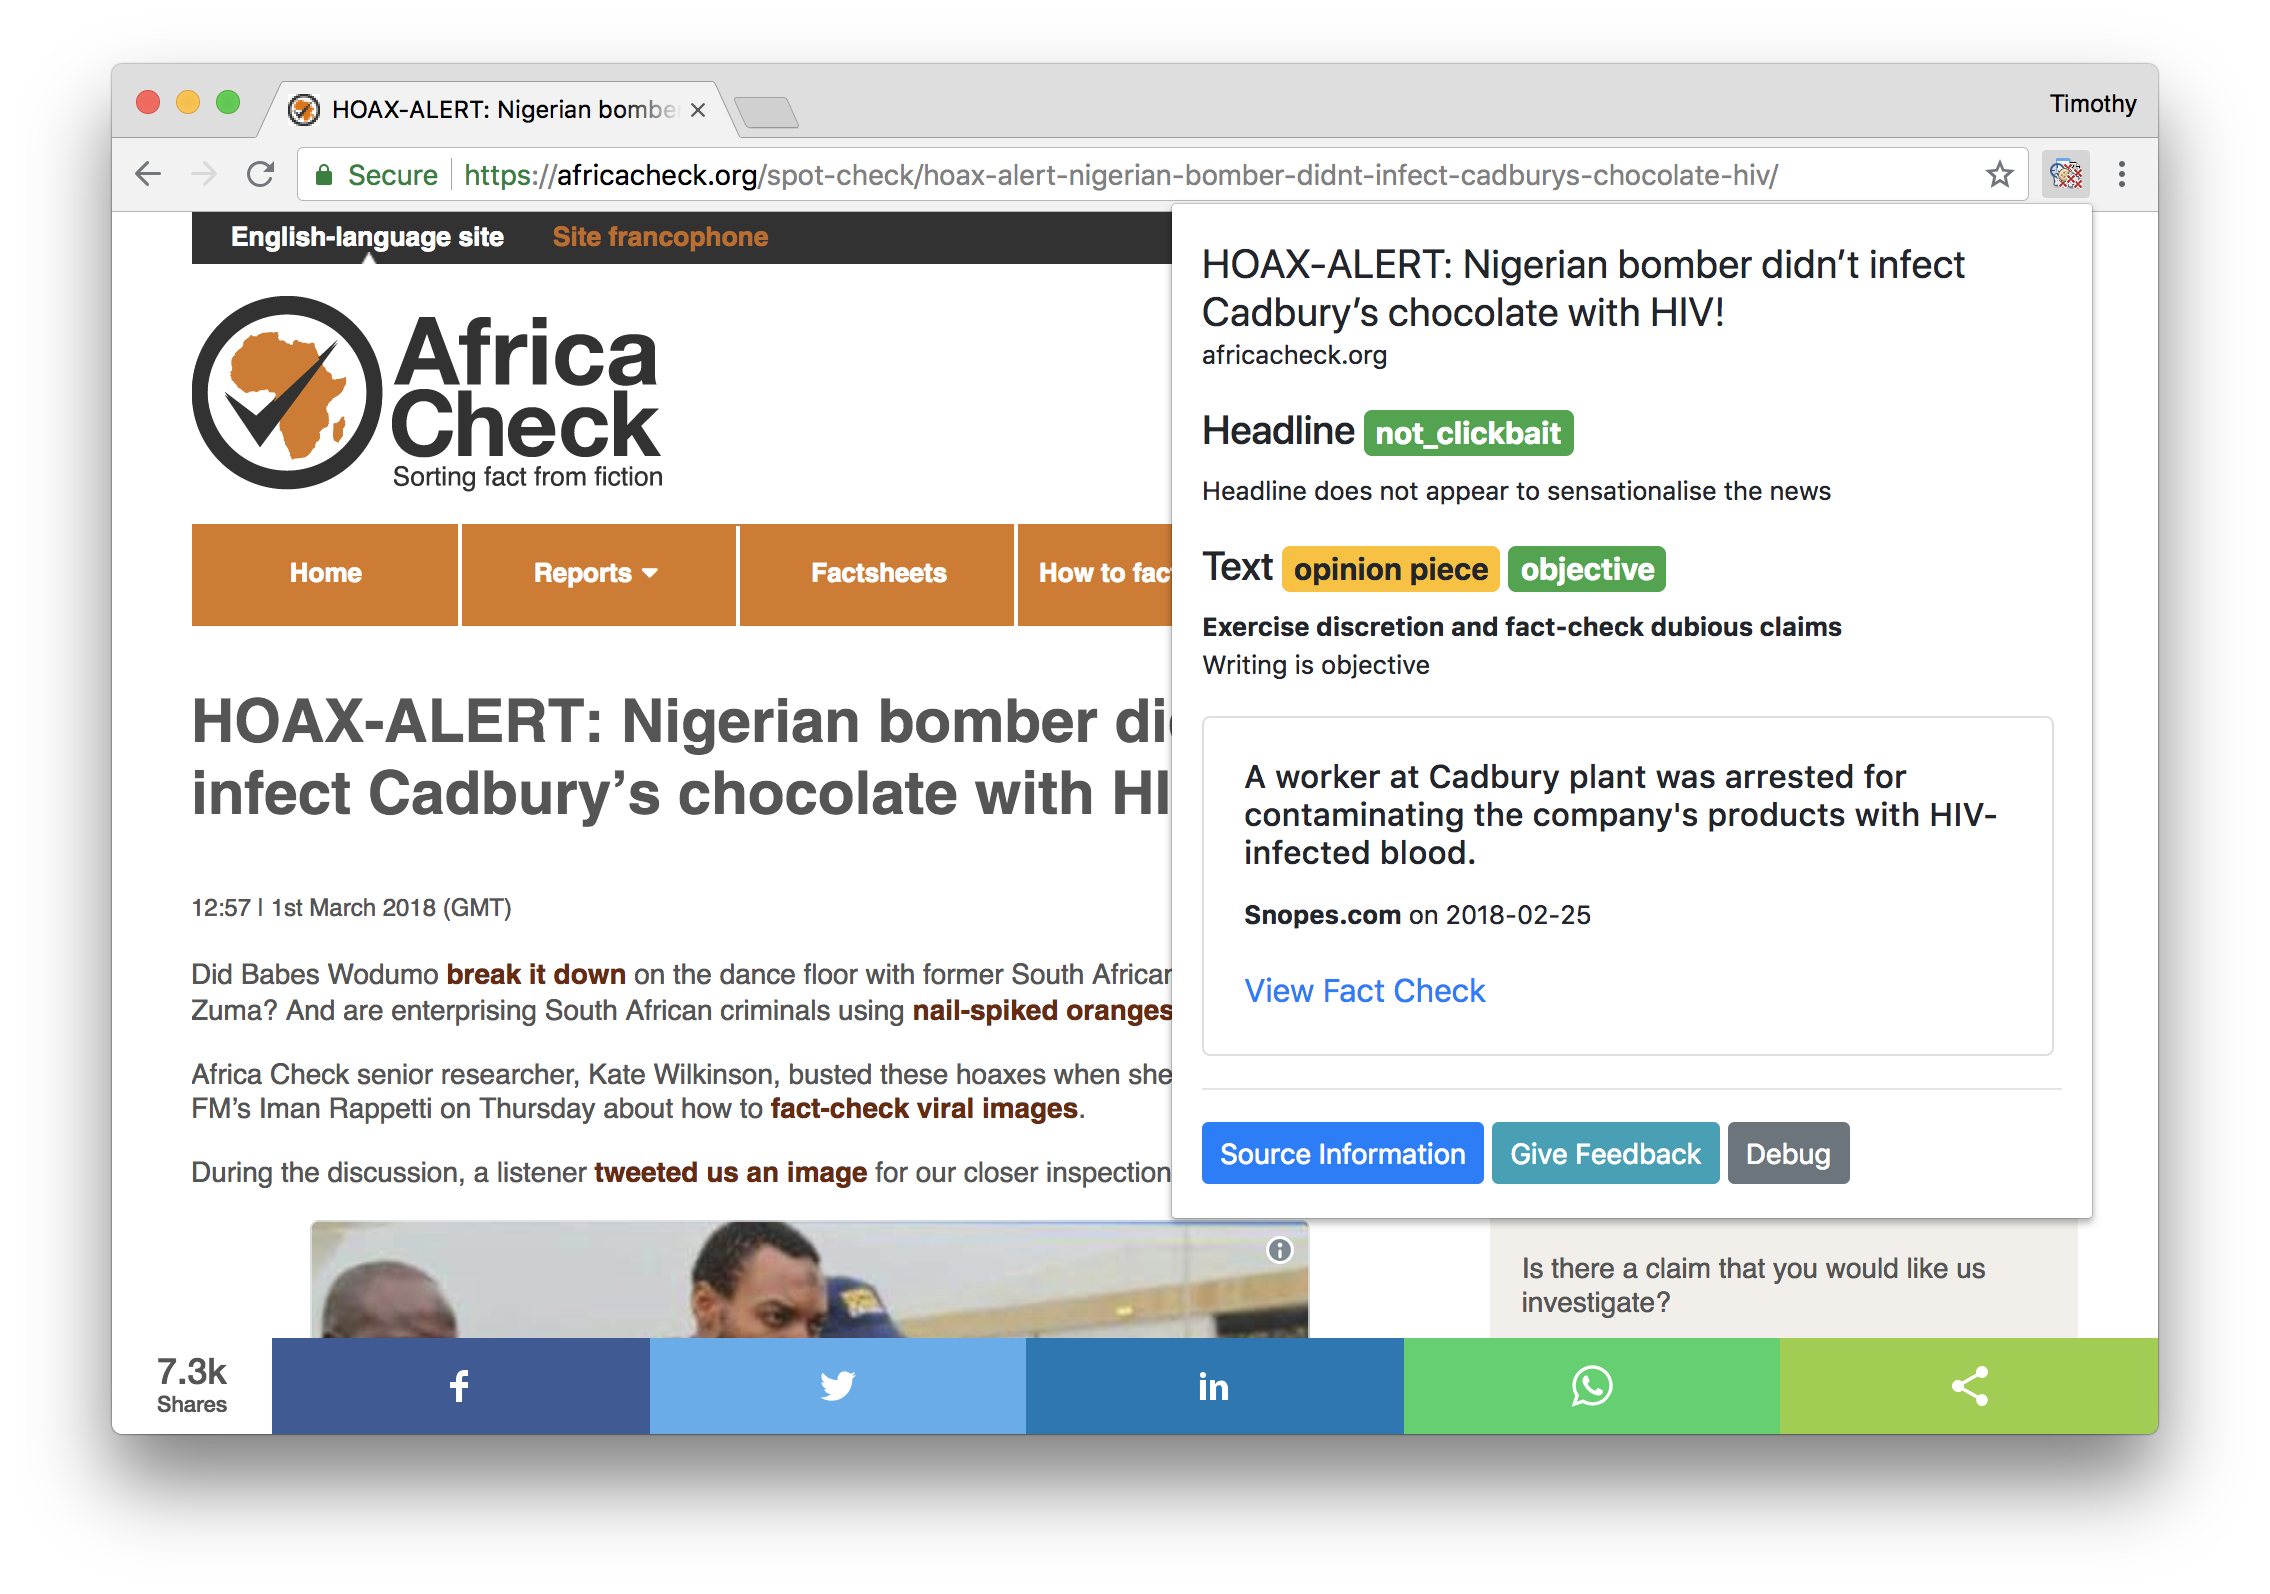 HOAX-ALERT: Nigerian bombe
Timothy
Secure
https://africacheck.org/spot-check/hoax-alert-nigerian-bomber-didnt-infect-cadburys-chocolate-hiv/
English-language site
Site francophone
Africa
Check
Sorting fact from fiction
Home
Reports
Factsheets
How to fac
HOAX-ALERT: Nigerian bomber di
infect Cadbury’s chocolate with HI
12:57 | 1st March 2018 (GMT)
Did Babes Wodumo break it down on the dance floor with former South African
Zuma? And are enterprising South African criminals using nail-spiked oranges
Africa Check senior researcher, Kate Wilkinson, busted these hoaxes when she
FM’s Iman Rappetti on Thursday about how to fact-check viral images.
During the discussion, a listener tweeted us an image for our closer inspection
HOAX-ALERT: Nigerian bomber didn’t infect
Cadbury’s chocolate with HIV!
africacheck.org
Headline not_clickbait
Headline does not appear to sensationalise the news
Text opinion piece objective
Exercise discretion and fact-check dubious claims
Writing is objective
A worker at Cadbury plant was arrested for
contaminating the company's products with HIV-
infected blood.
Snopes.com on 2018-02-25
View Fact Check
Source Information
Give Feedback
Debug
Is there a claim that you would like us
investigate?
7.3k
Shares